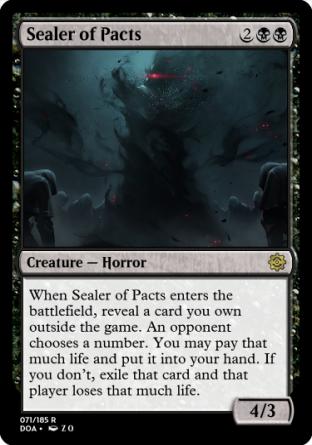 Sealer of Pacts 2
Creature — Horror
When Sealer of Pacts enters the
battlefield, reveal a card you own
outside the game. An opponent
chooses a number. You may pay that
much life and put it into your hand. If
you don't, exile that card and that
player loses that much life.
4/3
071/185 R
DOA • Z O